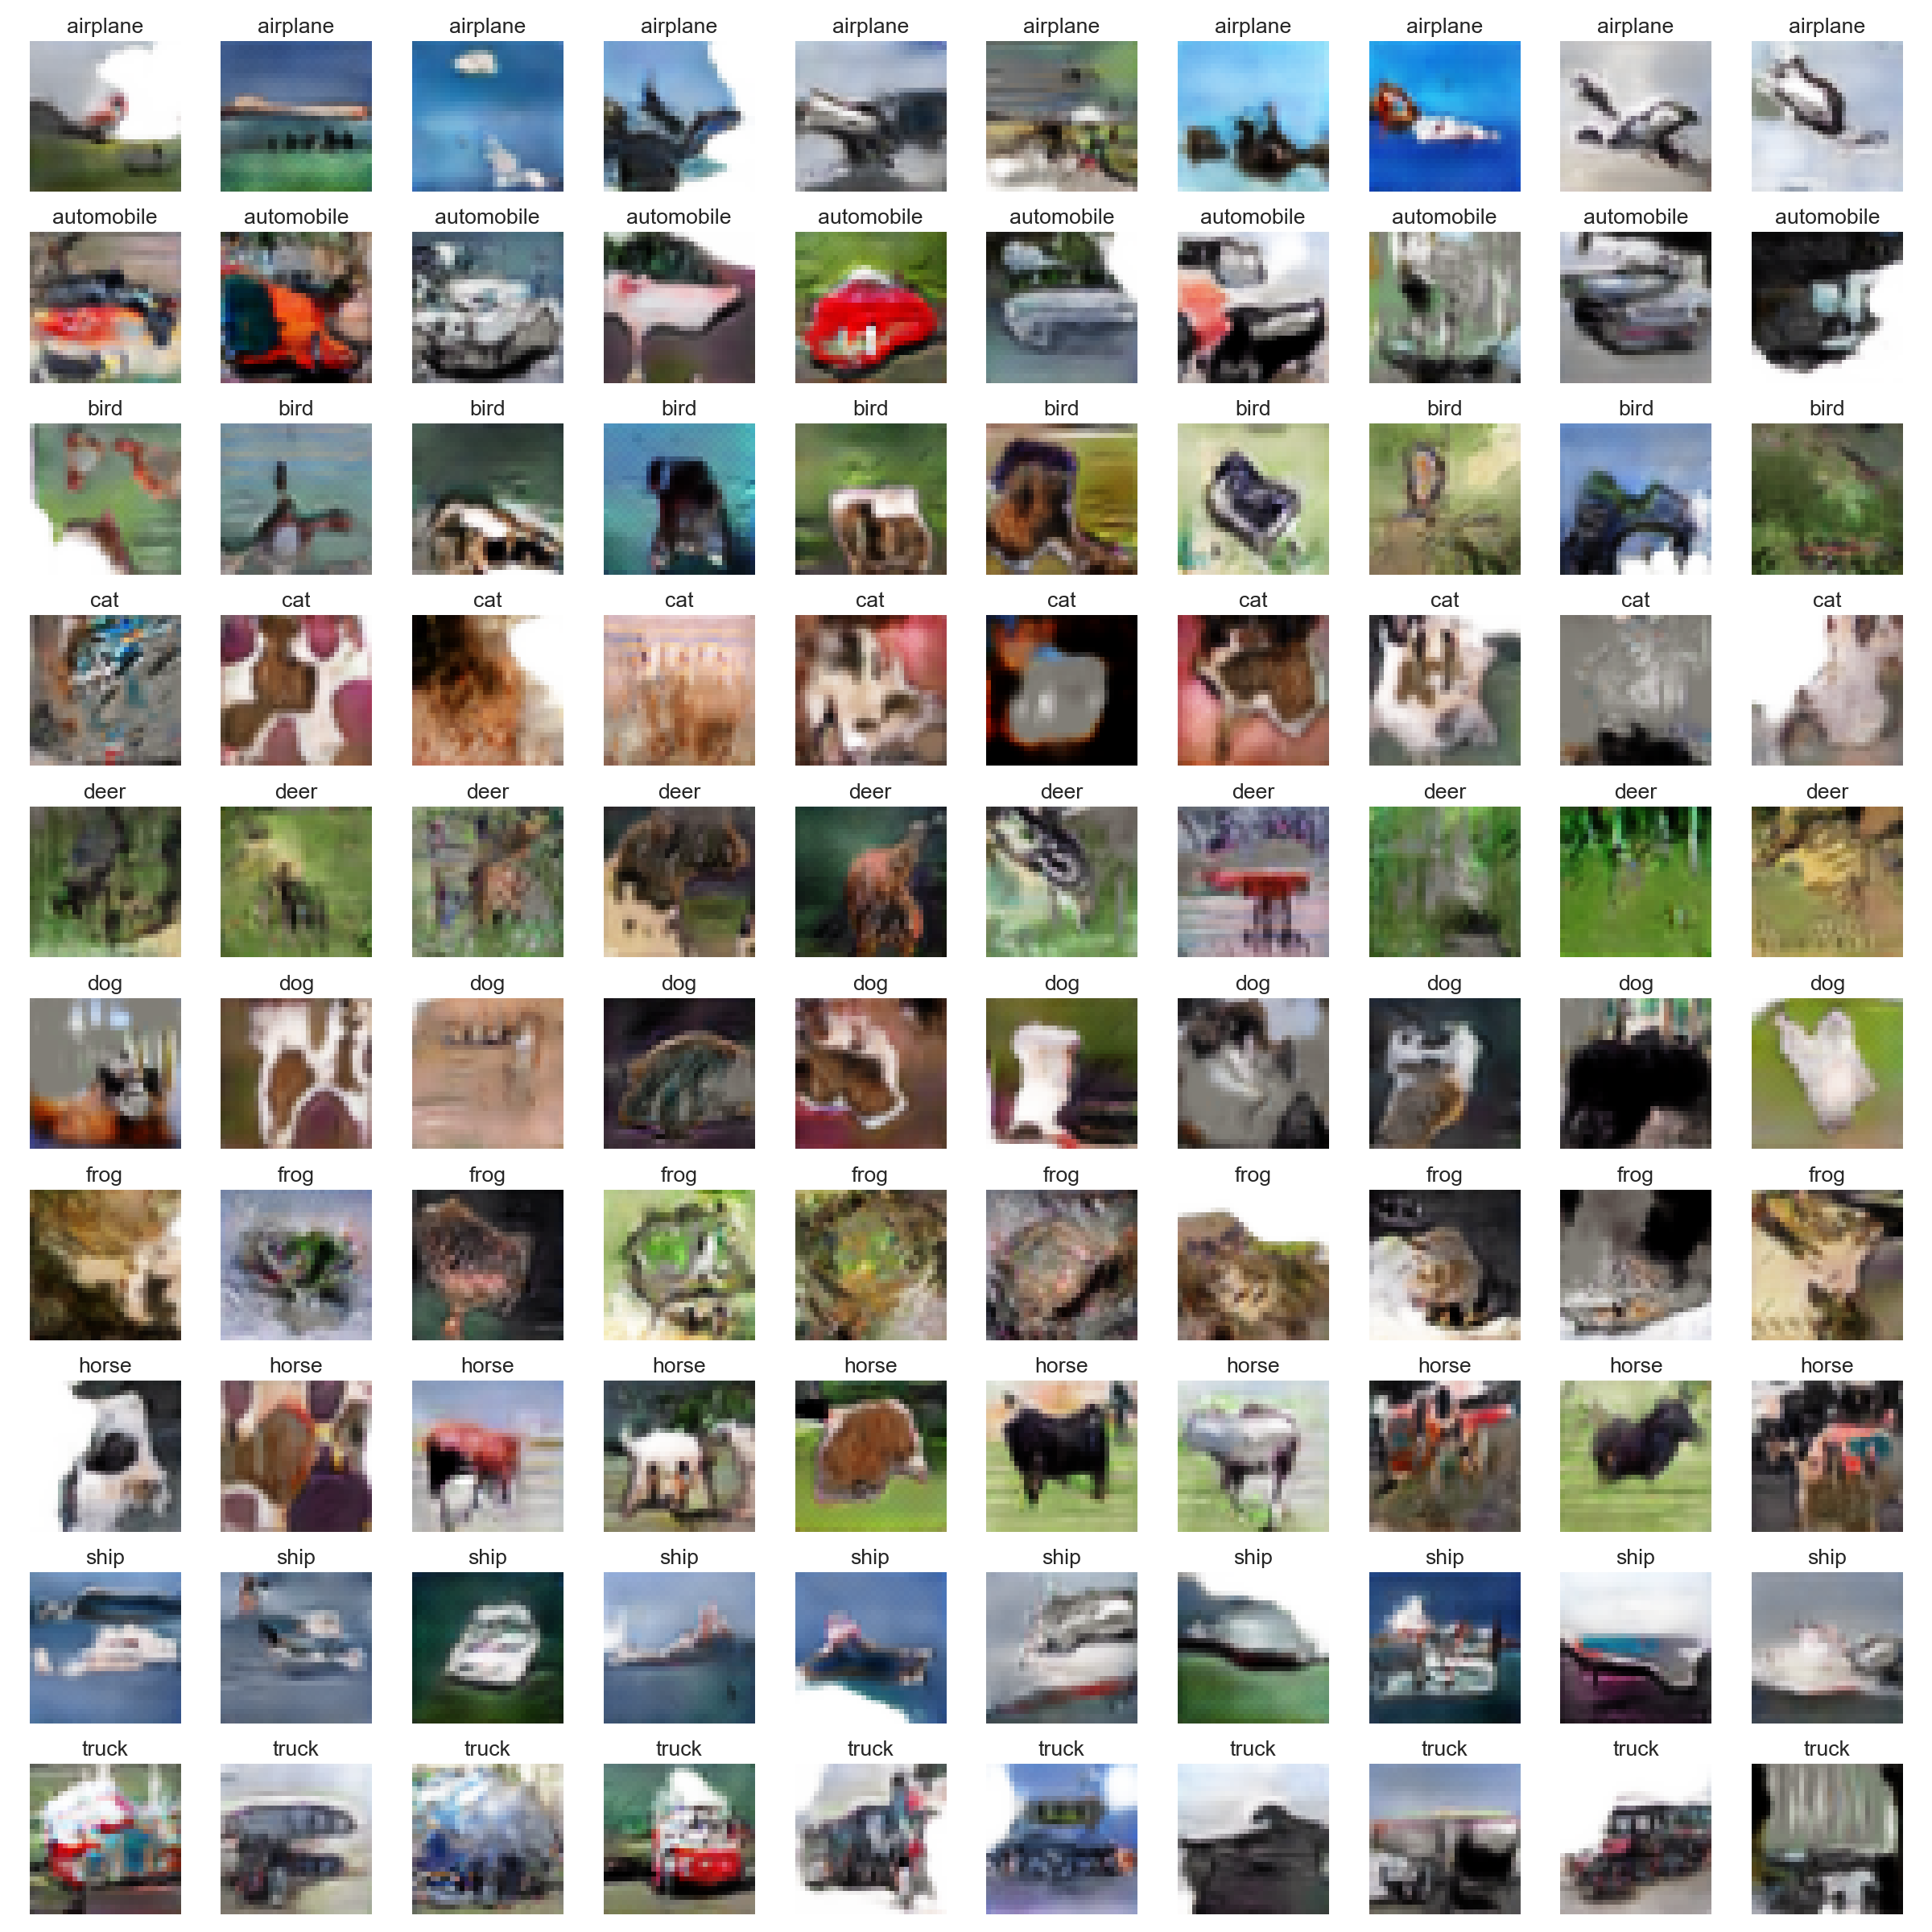 airplane airplane airplane airplane airplane airplane airplane airplane airplane airplane
automobile automobile automobile automobile automobile automobile automobile automobile automobile automobile
bird bird bird bird bird bird bird bird bird bird
cat cat cat cat cat cat cat cat cat cat
deer deer deer deer deer deer deer deer deer deer
dog dog dog dog dog dog dog dog dog dog
frog frog frog frog frog frog frog frog frog frog
horse horse horse horse horse horse horse horse horse horse
ship ship ship ship ship ship ship ship ship ship
truck truck truck truck truck truck truck truck truck truck